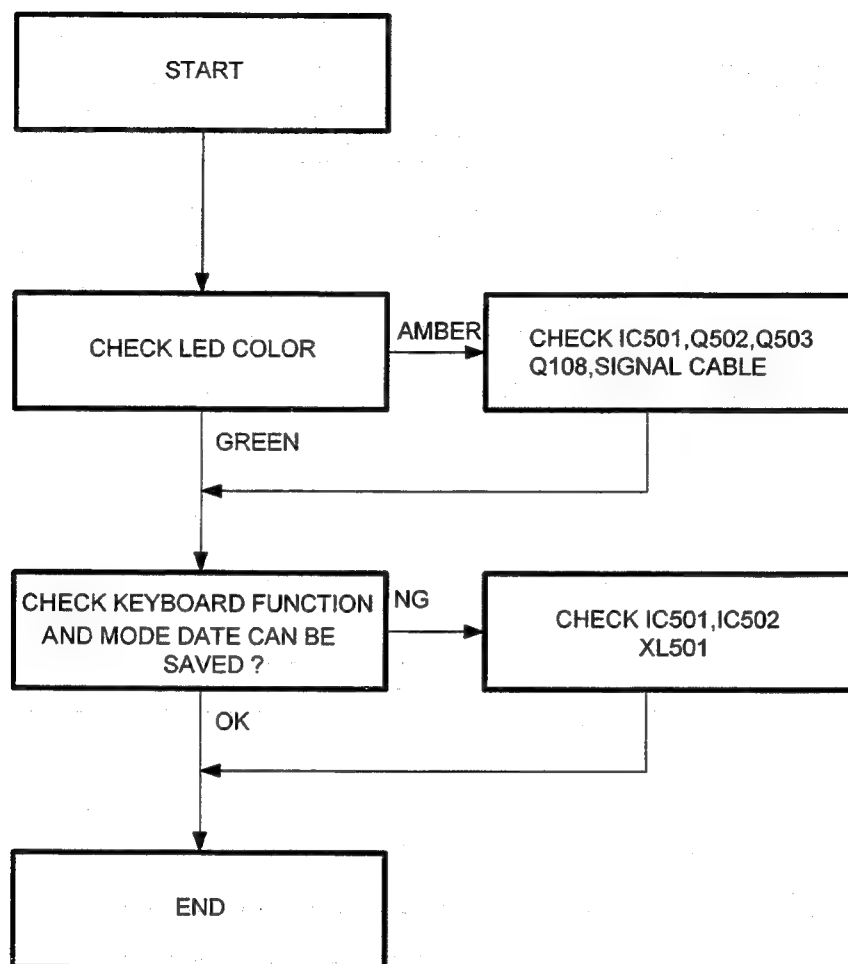 START
CHECK LED COLOR
AMBER
CHECK IC501,Q502,Q503
Q108,SIGNAL CABLE
GREEN
CHECK KEYBOARD FUNCTION
AND MODE DATE CAN BE
SAVED ?
NG
CHECK IC501,IC502
XL501
OK
END